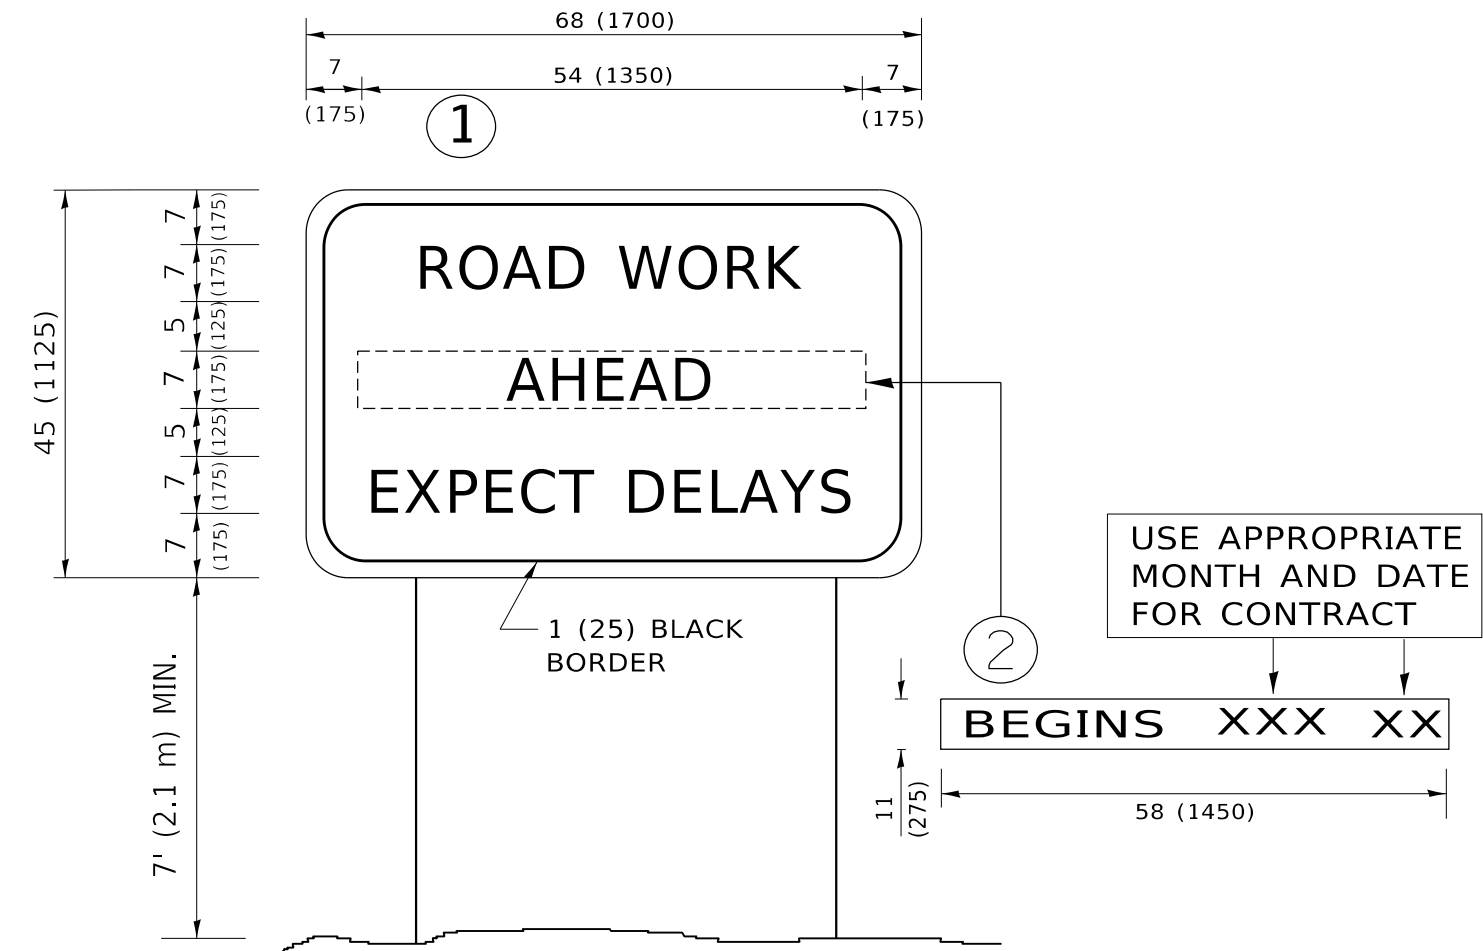 68 (1700)
7
54 (1350)
7
(175)
(175)
1
ROAD WORK
AHEAD
EXPECT DELAYS
45 (1125)
7
(175)
7
(175)
5
(125)
7
(175)
5
(125)
7
(175)
7
(175)
1 (25) BLACK
BORDER
7' (2.1 m) MIN.
USE APPROPRIATE
MONTH AND DATE
FOR CONTRACT
2
BEGINS XXX XX
11
(275)
58 (1450)